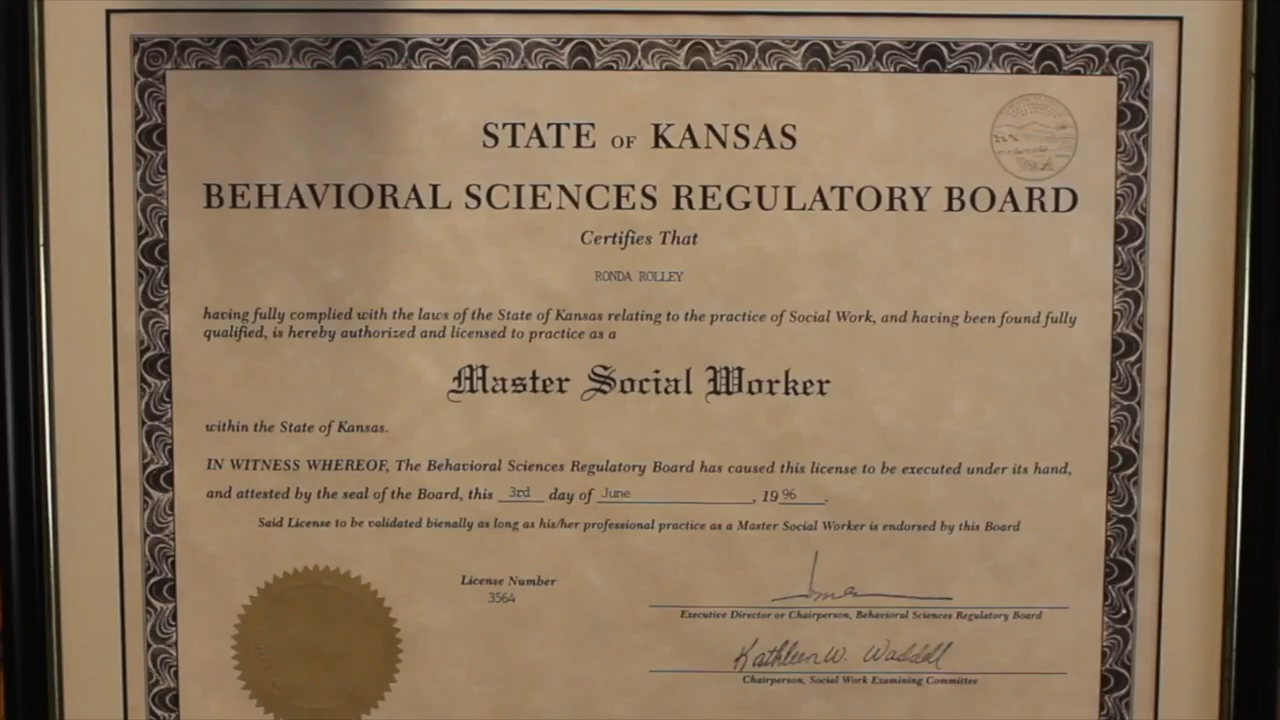 STATE OF KANSAS
BEHAVIORAL SCIENCES REGULATORY BOARD
Certifies That
RONDA ROLLEY
having fully complied with the laws of the State of Kansas relating to the practice of Social Work, and having been found fully
qualified, is hereby authorized and licensed to practice as a
Master Social Worker
within the State of Kansas.
IN WITNESS WHEREOF, The Behavioral Sciences Regulatory Board has caused this license to be executed under its hand,
and attested by the seal of the Board, this 3rd day of June, 1996.
Said License to be validated bienally as long as his/her professional practice as a Master Social Worker is endorsed by this Board
License Number
3564
Executive Director or Chairperson, Behavioral Sciences Regulatory Board
Kathleen W. Waddell
Chairperson, Social Work Examining Committee